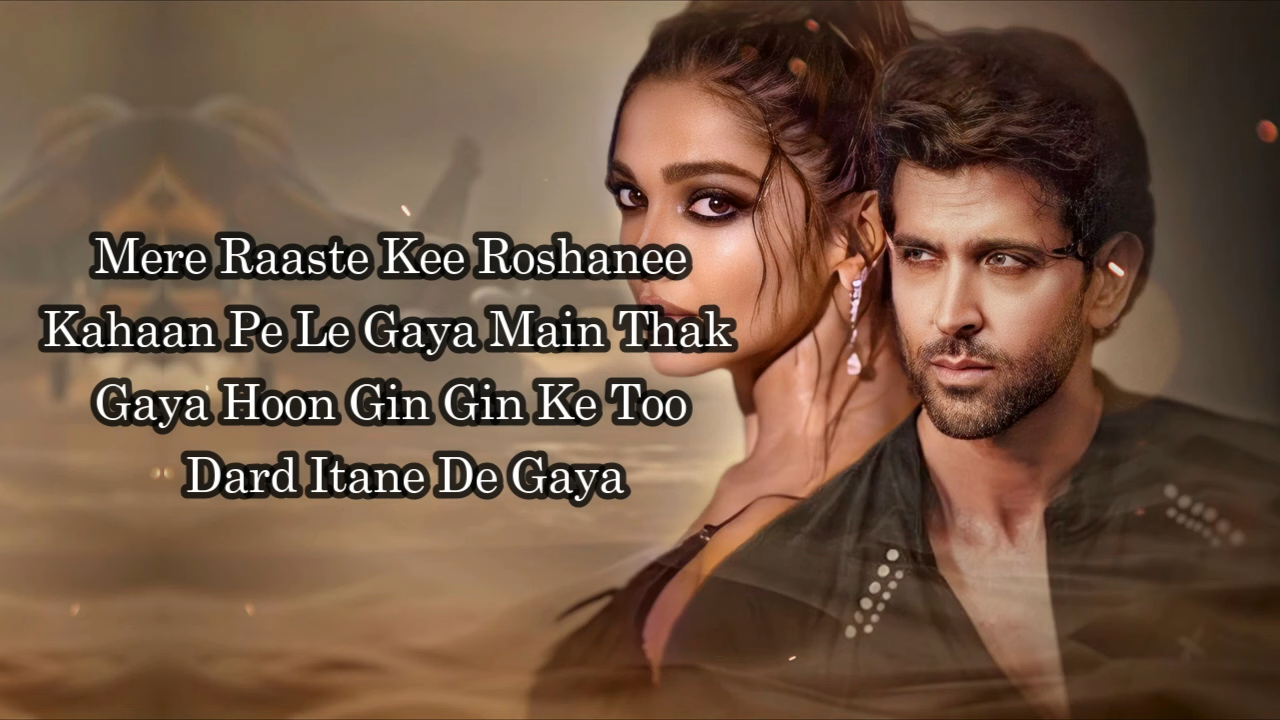 Mere Raaste Kee Roshanee
Kahaan Pe Le Gaya Main Thak
Gaya Hoon Gin Gin Ke Too
Dard Itane De Gaya